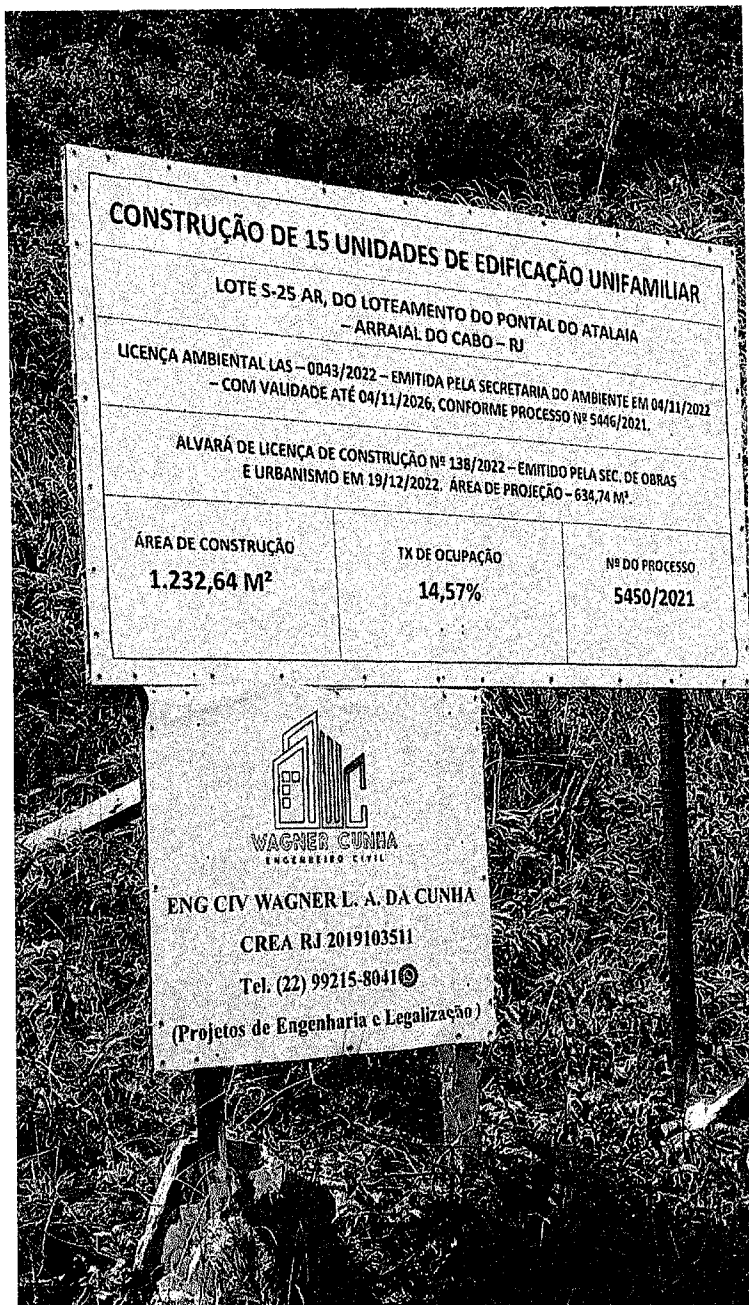 CONSTRUÇÃO DE 15 UNIDADES DE EDIFICAÇÃO UNIFAMILIAR
LOTE S-25 AR, DO LOTEAMENTO DO PONTAL DO ATALAIA
– ARRAIAL DO CABO – RJ
LICENÇA AMBIENTAL LAS – 0043/2022 – EMITIDA PELA SECRETARIA DO AMBIENTE EM 04/11/2022
– COM VALIDADE ATÉ 04/11/2026, CONFORME PROCESSO Nº 5446/2021.
ALVARÁ DE LICENÇA DE CONSTRUÇÃO Nº 138/2022 – EMITIDO PELA SEC. DE OBRAS
E URBANISMO EM 19/12/2022. ÁREA DE PROJEÇÃO – 634,74 M².
ÁREA DE CONSTRUÇÃO
1.232,64 M²
TX DE OCUPAÇÃO
14,57%
Nº DO PROCESSO
5450/2021
WAGNER CUNHA
ENGENHEIRO CIVIL
ENG CIV WAGNER L. A. DA CUNHA
CREA RJ 2019103511
Tel. (22) 99215-8041
(Projetos de Engenharia e Legalização)